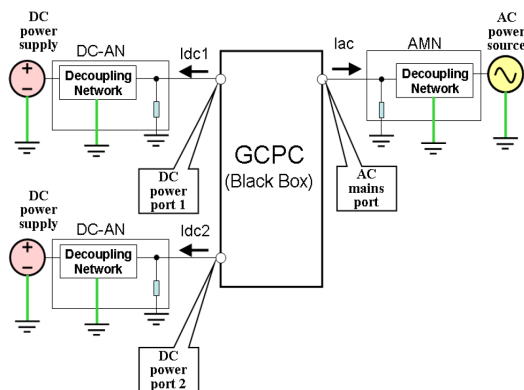 DC
power
supply
DC-AN
Decoupling
Network
Idc1
DC
power
port 1
GCPC
(Black Box)
Iac
AC
mains
port
AMN
Decoupling
Network
AC
power
source
DC
power
supply
DC-AN
Decoupling
Network
Idc2
DC
power
port 2